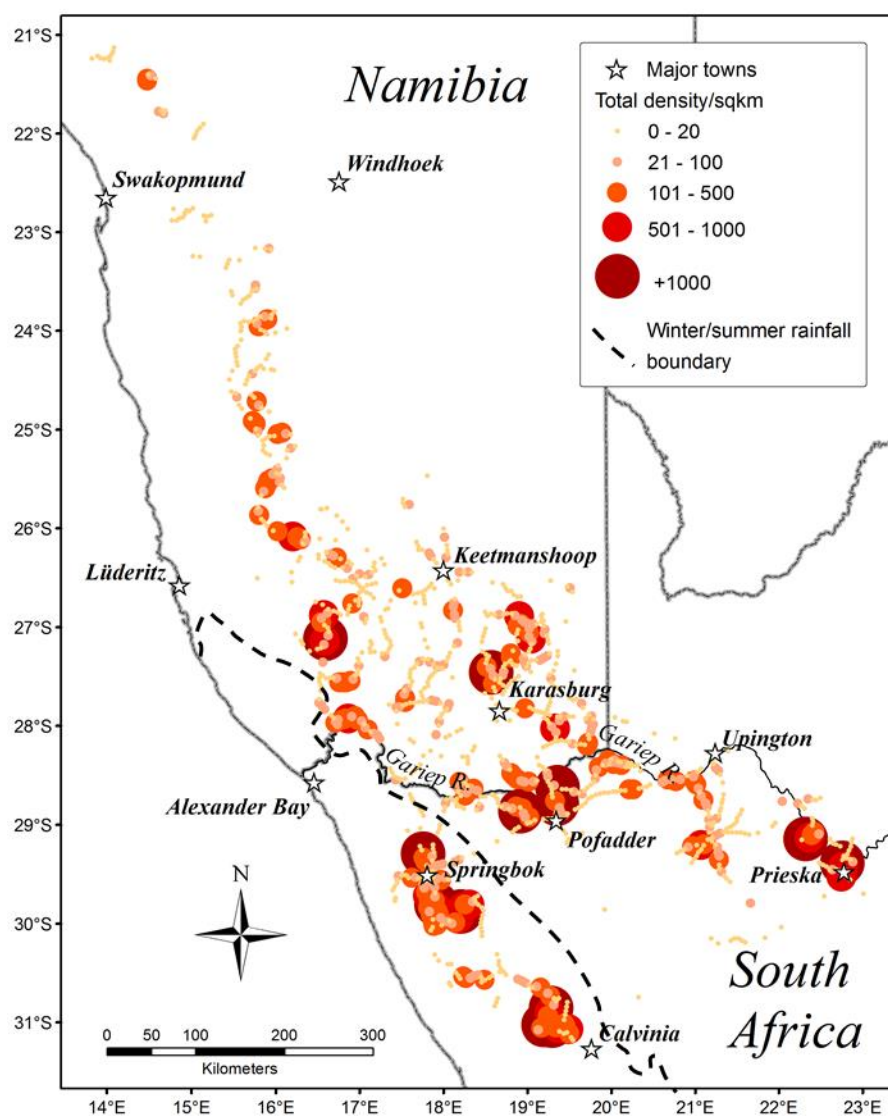 21°S
22°S
23°S
24°S
25°S
26°S
27°S
28°S
29°S
30°S
31°S
Namibia
Windhoek
Swakopmund
Major towns
Total density/sqkm
0 - 20
21 - 100
101 - 500
501 - 1000
+1000
Winter/summer rainfall
boundary
Keetmanshoop
Lüderitz
Karasburg
Gariep R.
Upington
Gariep R.
Alexander Bay
Pofadder
Springbok
Prieska
N
South
Africa
Calvinia
0 50 100 200 300
Kilometers
14°E 15°E 16°E 17°E 18°E 19°E 20°E 21°E 22°E 23°E